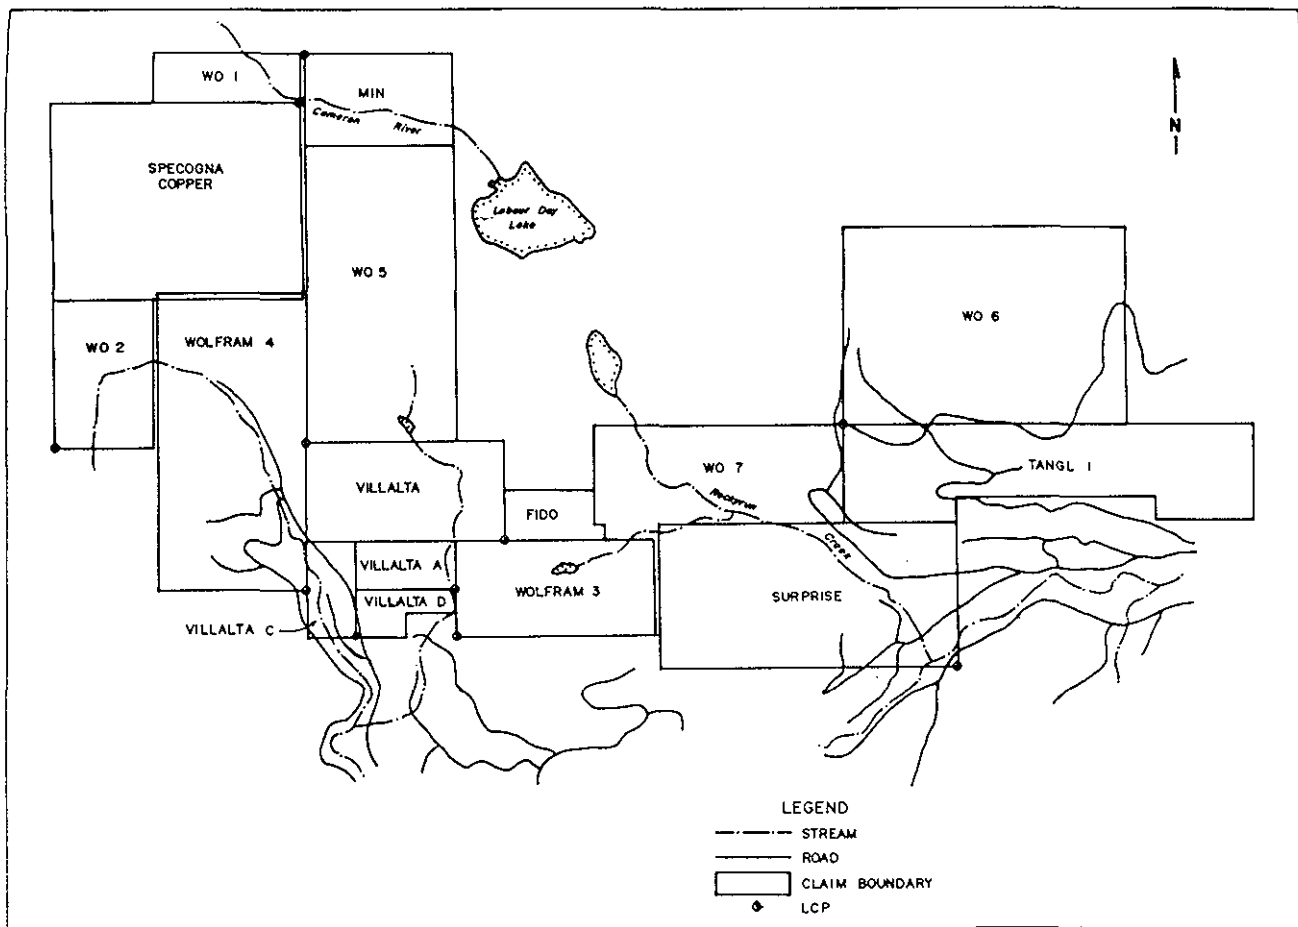 WO 1
MIN
N
Cameron River
SPECOGNA
COPPER
Labour Day
Lake
WO 5
WO 6
WO 2
WOLFRAM 4
WO 7
TANGL 1
VILLALTA
Rockyrun
FIDO
Creek
VILLALTA A
WOLFRAM 3
SURPRISE
VILLALTA D
VILLALTA C
LEGEND
STREAM
ROAD
CLAIM BOUNDARY
LCP